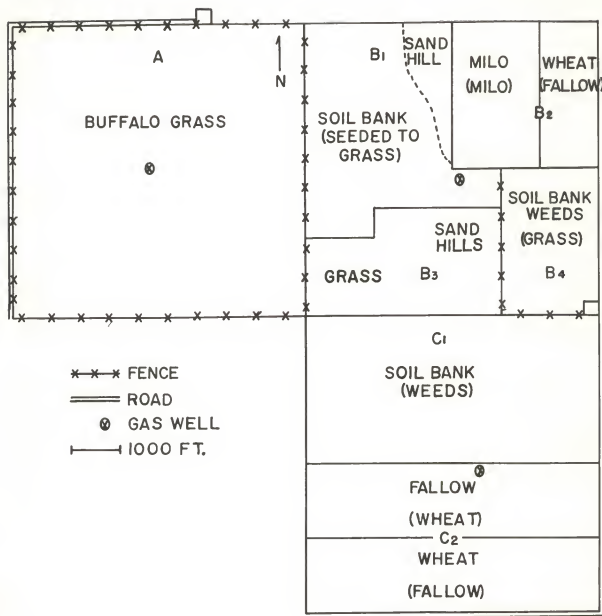 A
N
BUFFALO GRASS
B1
SAND
HILL
SOIL BANK
(SEEDED TO
GRASS)
MILO
(MILO)
WHEAT
(FALLOW)
B2
SOIL BANK
WEEDS
(GRASS)
B4
SAND
HILLS
GRASS B3
C1
SOIL BANK
(WEEDS)
FENCE
ROAD
GAS WELL
1000 FT.
FALLOW
(WHEAT)
C2
WHEAT
(FALLOW)